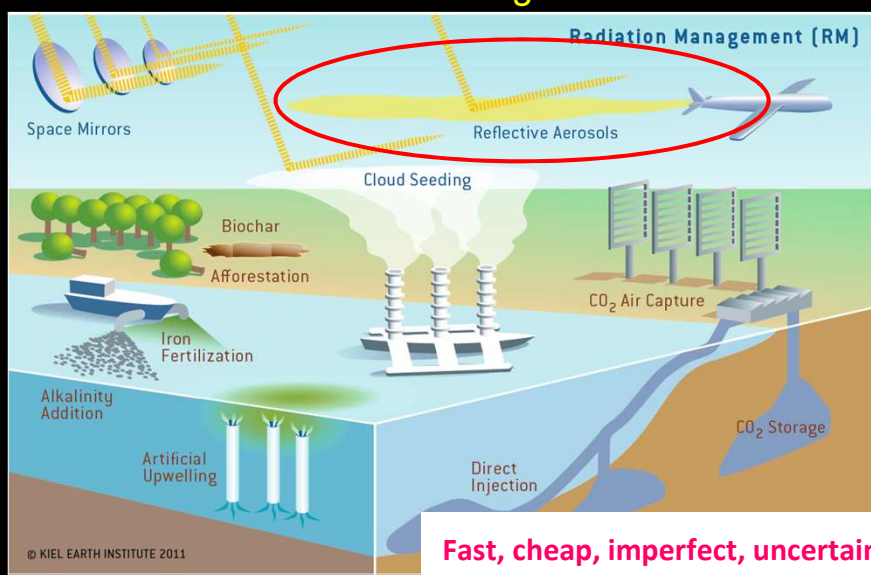 Radiation Management (RM)
Space Mirrors
Reflective Aerosols
Cloud Seeding
Biochar
Afforestation
CO₂ Air Capture
Iron
Fertilization
Alkalinity
Addition
CO₂ Storage
Artificial
Upwelling
Direct
Injection
© KIEL EARTH INSTITUTE 2011
Fast, cheap, imperfect, uncertain